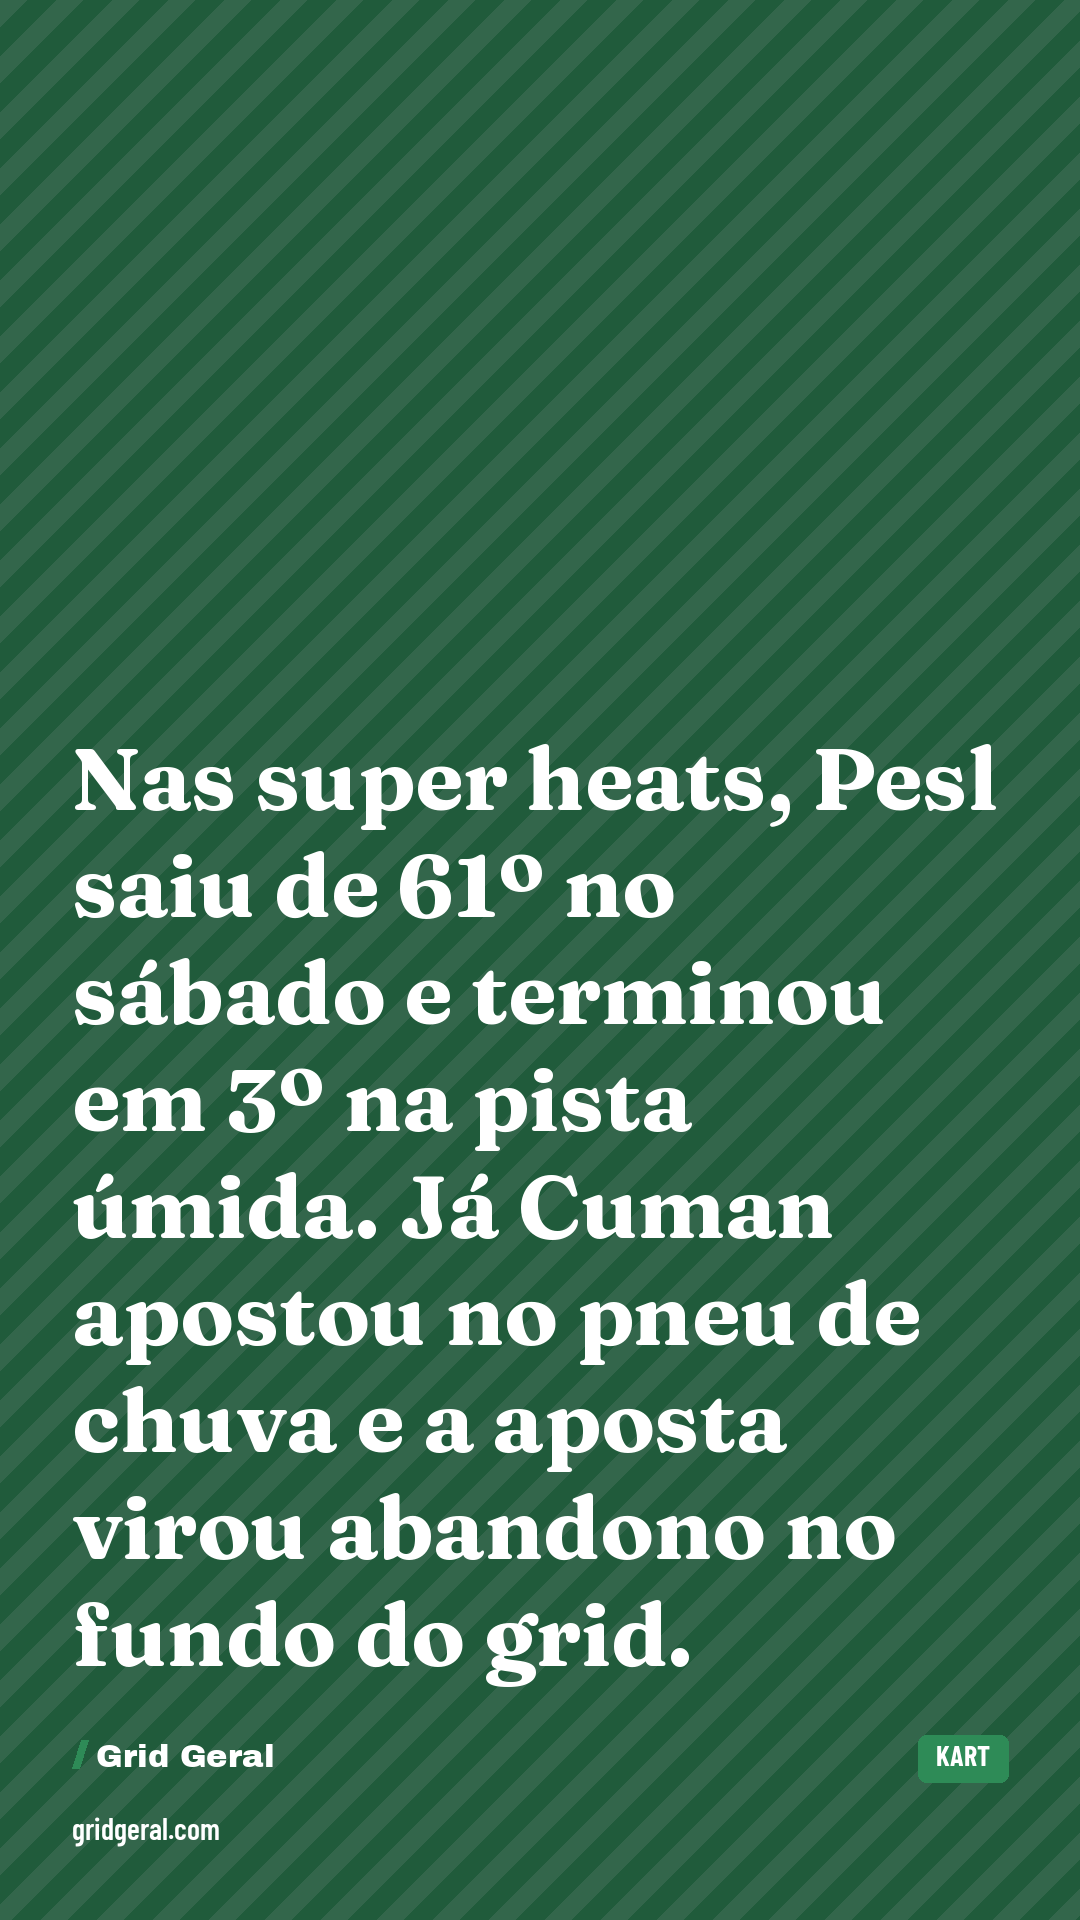 Nas super heats, Pesl
saiu de 61º no
sábado e terminou
em 3º na pista
úmida. Já Cuman
apostou no pneu de
chuva e a aposta
virou abandono no
fundo do grid.
/ Grid Geral
KART
gridgeral.com